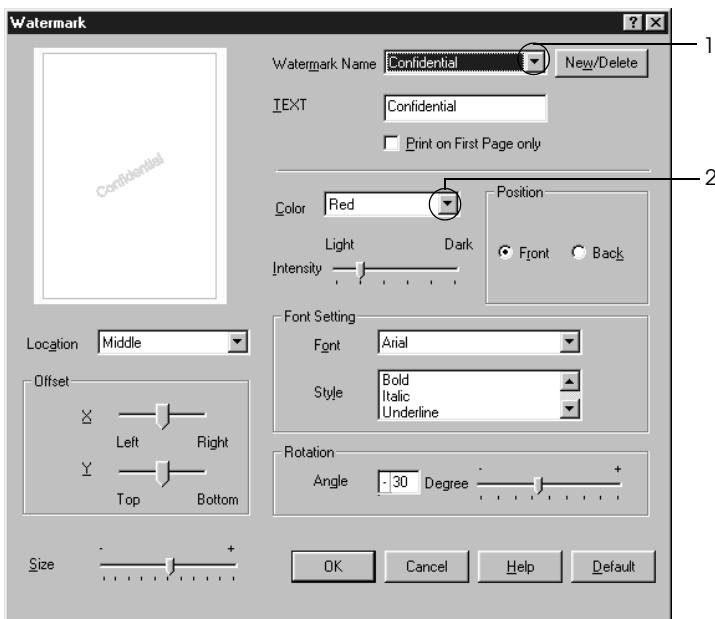 Watermark
1
Watermark Name Confidential New/Delete
TEXT Confidential
Print on First Page only
Confidential
2
Color Red
Position
Light Dark
Intensity
Front Back
Location Middle
Font Setting
Font Arial
Style Bold
Italic
Underline
Offset
X
Left Right
Y
Top Bottom
Rotation
- +
Angle -30 Degree
Size - +
OK Cancel Help Default